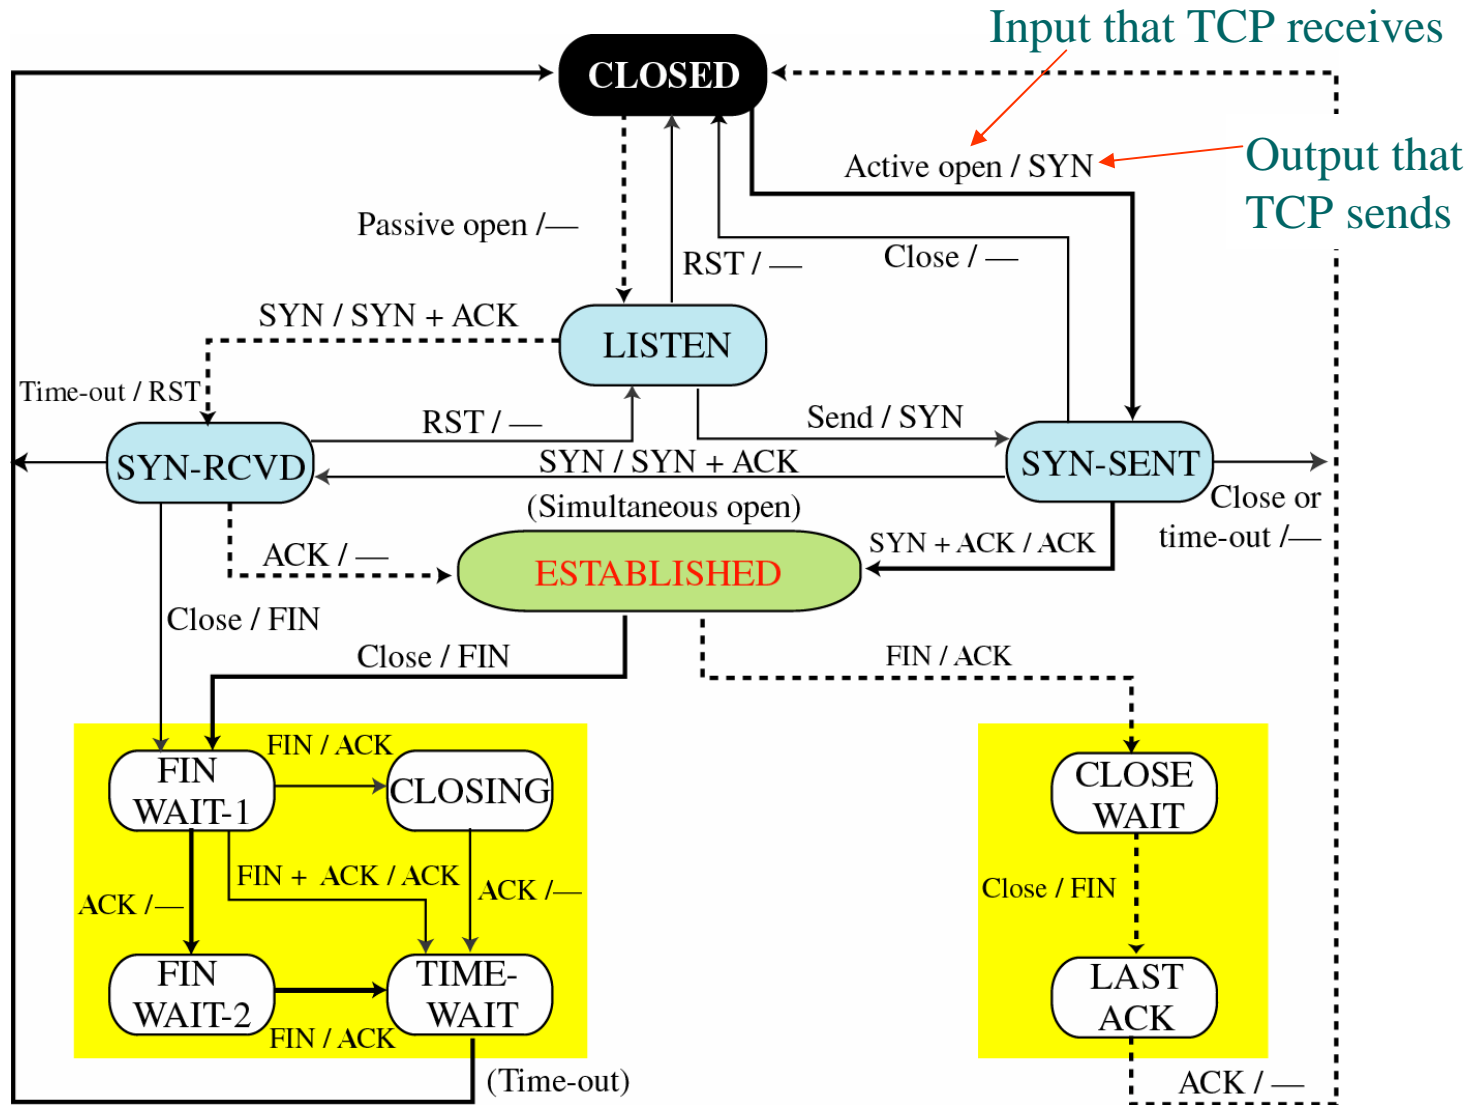 Input that TCP receives
CLOSED
Active open / SYN
Output that
TCP sends
Passive open /—
RST / —
Close / —
SYN / SYN + ACK
LISTEN
Time-out / RST
RST / —
Send / SYN
SYN-RCVD
SYN / SYN + ACK
SYN-SENT
(Simultaneous open)
Close or
time-out /—
ACK / —
SYN + ACK / ACK
ESTABLISHED
Close / FIN
Close / FIN
FIN / ACK
FIN / ACK
FIN
WAIT-1
CLOSING
CLOSE
WAIT
FIN + ACK / ACK
ACK /—
ACK /—
Close / FIN
FIN
WAIT-2
TIME-
WAIT
LAST
ACK
FIN / ACK
(Time-out)
ACK / —